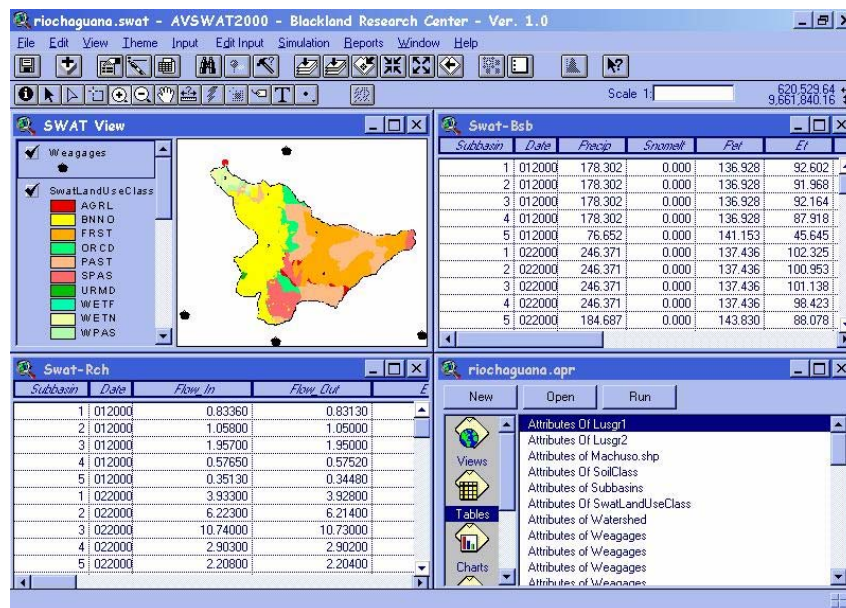 riochaguana.swat - AVSWAT2000 - Blackland Research Center - Ver. 1.0
File Edit View Theme Input Edit Input Simulation Reports Window Help
Scale 1:
620,529.64
9,661,840.16
SWAT View
Weagages
SwatLandUseClass
AGRL
BNNO
FRST
ORCD
PAST
SPAS
URMD
WETF
WETN
WPAS
Swat-Bsb
Subbasin Date Precip Snomelt Pet Et
1 012000 178.302 0.000 136.928 92.602
2 012000 178.302 0.000 136.928 91.968
3 012000 178.302 0.000 136.928 92.164
4 012000 178.302 0.000 136.928 87.918
5 012000 76.652 0.000 141.153 45.645
1 022000 246.371 0.000 137.436 102.325
2 022000 246.371 0.000 137.436 100.953
3 022000 246.371 0.000 137.436 101.138
4 022000 246.371 0.000 137.436 98.423
5 022000 184.687 0.000 143.830 88.078
Swat-Rch
Subbasin Date Flow_In Flow_Out E
1 012000 0.83360 0.83130
2 012000 1.05800 1.05000
3 012000 1.95700 1.95000
4 012000 0.57650 0.57520
5 012000 0.35130 0.34480
1 022000 3.93300 3.92800
2 022000 6.22300 6.21400
3 022000 10.74000 10.73000
4 022000 2.90300 2.90200
5 022000 2.20800 2.20400
riochaguana.apr
New Open Run
Views
Tables
Charts
Attributes Of Lusgr1
Attributes Of Lusgr2
Attributes of Machuso.shp
Attributes Of SoilClass
Attributes of Subbasins
Attributes Of SwatLandUseClass
Attributes of Watershed
Attributes of Weagages
Attributes of Weagages
Attributes of Weagages
Attributes of Weagages